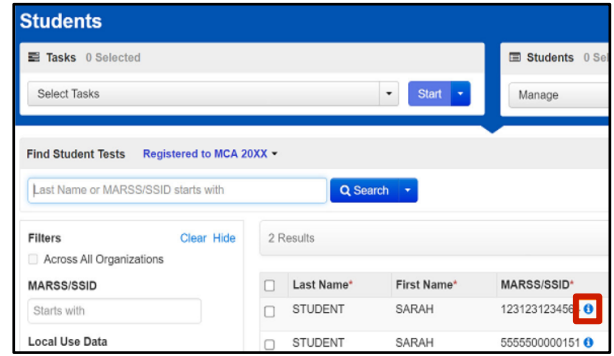 Students
Tasks 0 Selected
Students 0 Sel
Select Tasks
Start
Manage
Find Student Tests Registered to MCA 20XX
Last Name or MARSS/SSID starts with
Search
Filters Clear Hide
2 Results
Across All Organizations
MARSS/SSID
Last Name* First Name* MARSS/SSID*
Starts with
STUDENT SARAH
Local Use Data
STUDENT SARAH 5555500000151